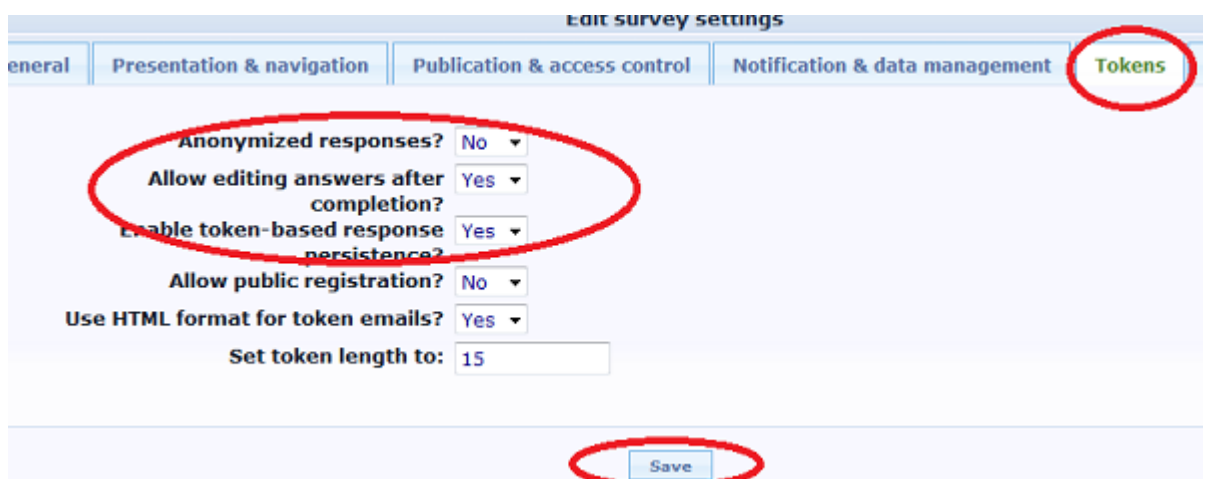 Edit survey settings
eneral Presentation & navigation Publication & access control Notification & data management Tokens
Anonymized responses? No
Allow editing answers after Yes
completion?
Enable token-based response Yes
persistence?
Allow public registration? No
Use HTML format for token emails? Yes
Set token length to: 15
Save